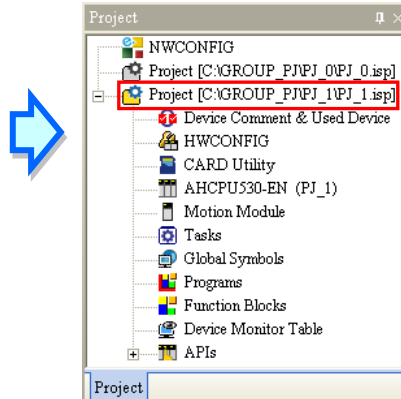 Project
NWCONFIG
Project [C:\GROUP_PJ\PJ_0\PJ_0.isp]
Project [C:\GROUP_PJ\PJ_1\PJ_1.isp]
Device Comment & Used Device
HWCONFIG
CARD Utility
AHCPU530-EN (PJ_1)
Motion Module
Tasks
Global Symbols
Programs
Function Blocks
Device Monitor Table
APIs
Project